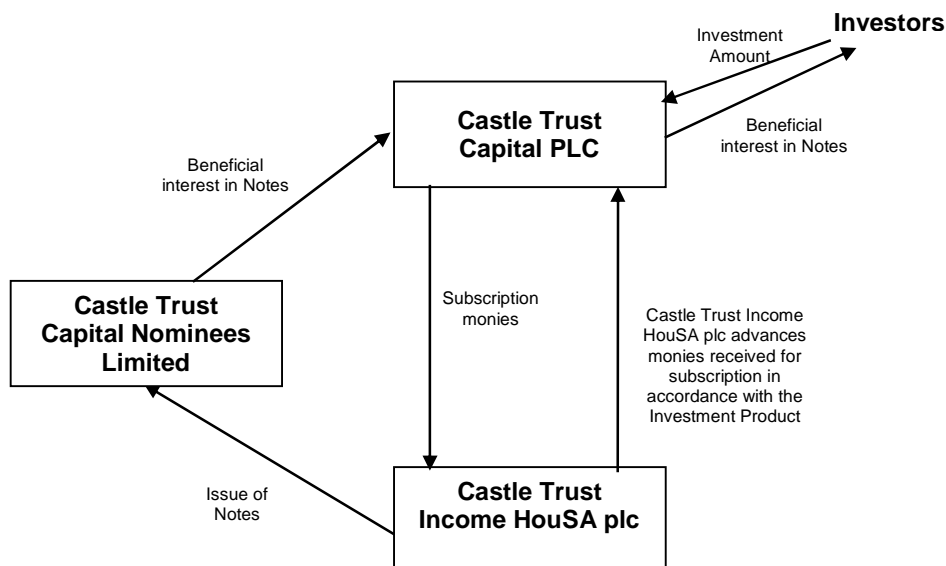 Investors
Investment
Amount
Castle Trust
Capital PLC
Beneficial
interest in Notes
Beneficial
interest in Notes
Castle Trust
Capital Nominees
Limited
Subscription
monies
Castle Trust Income
HouSA plc advances
monies received for
subscription in
accordance with the
Investment Product
Issue of
Notes
Castle Trust
Income HouSA plc